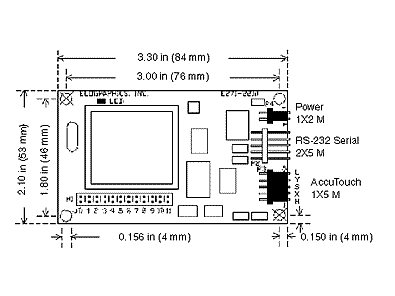 3.30 in (84 mm)
3.00 in (76 mm)
ELOGRAPHICS, INC.
E271-2210
LED
P4
Power
1X2 M
RS-232 Serial
2X5 M
AccuTouch
1X5 M
L
Y
S
X
H
2.10 in (53 mm)
1.80 in (46 mm)
J1 1 2 3 4 5 6 7 8 9 10 11
0.156 in (4 mm)
0.150 in (4 mm)